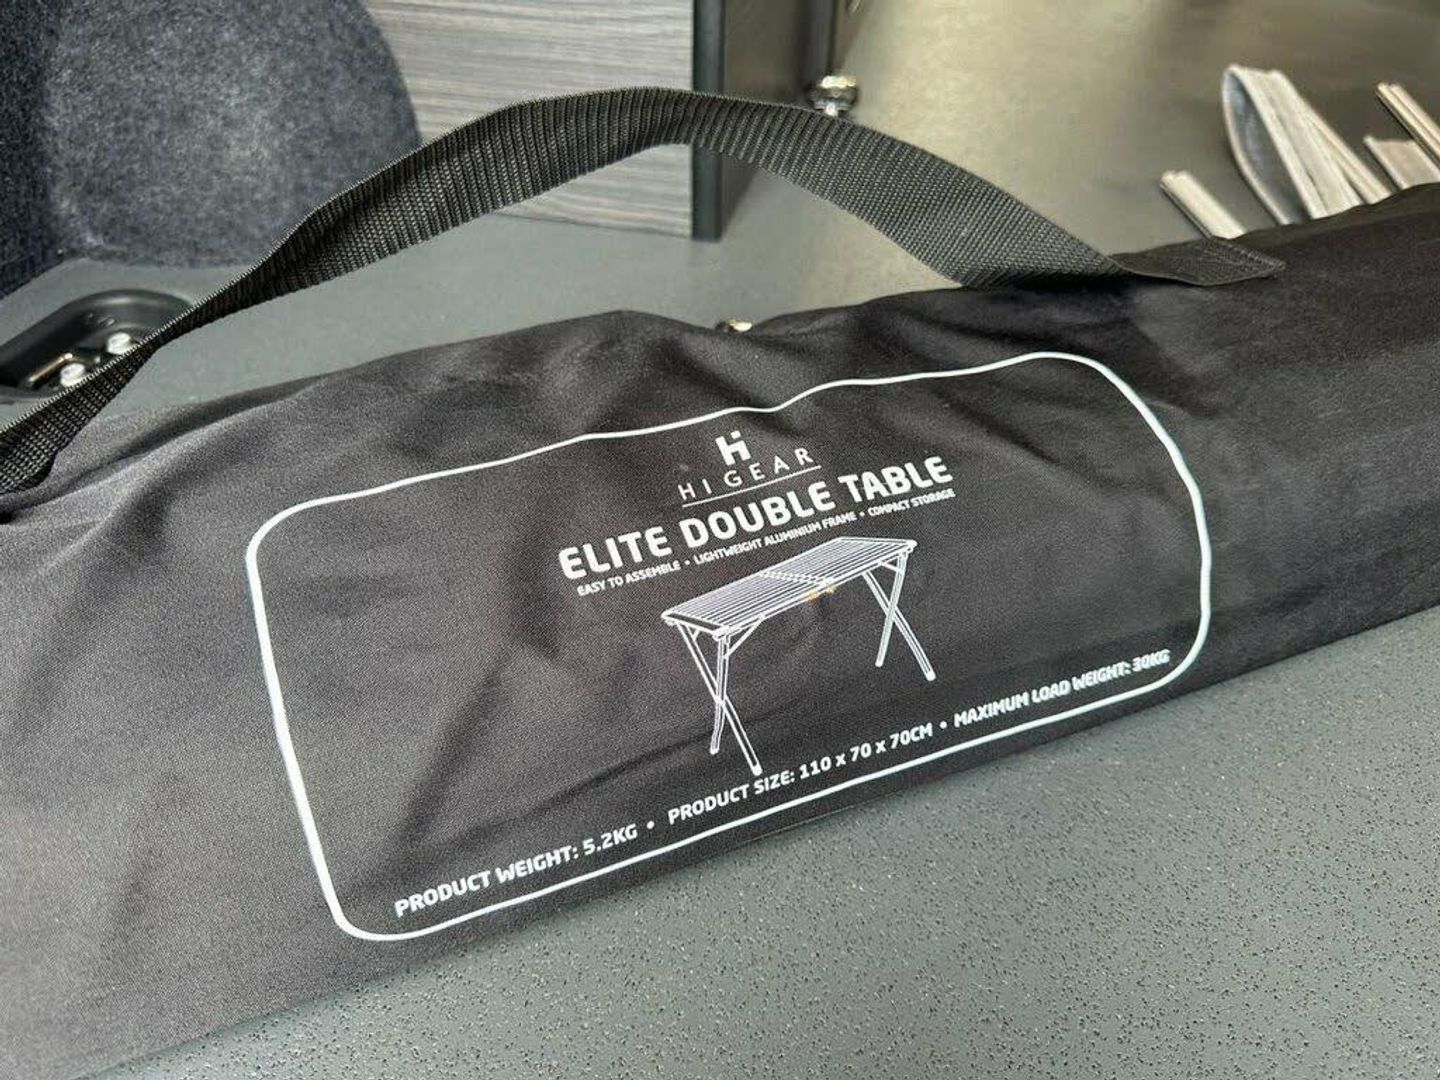 Hi
HIGEAR
ELITE DOUBLE TABLE
EASY TO ASSEMBLE • LIGHTWEIGHT ALUMINIUM FRAME • COMPACT STORAGE
PRODUCT WEIGHT: 5.2KG • PRODUCT SIZE: 110 x 70 x 70CM • MAXIMUM LOAD WEIGHT: 30KG